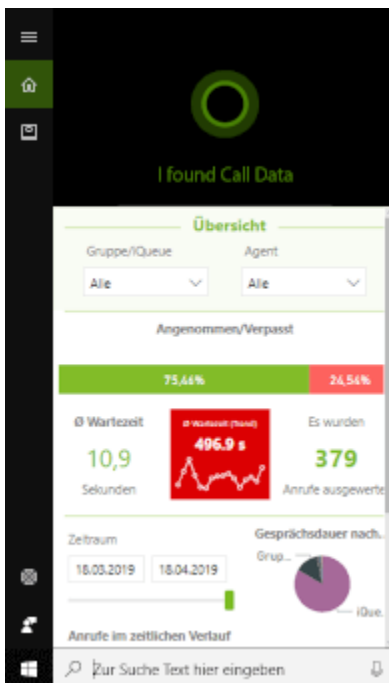 I found Call Data
Übersicht
Gruppe/IQueue
Agent
Alle
Alle
Angenommen/Verpasst
75,46%
24,54%
Ø Wartezeit
10,9
Sekunden
Ø Wartezeit (Trend)
496.9 s
Es wurden
379
Anrufe ausgewerte
Zeitraum
18.03.2019
18.04.2019
Gesprächsdauer nach...
Grup...
iQue...
Anrufe im zeitlichen Verlauf
Zur Suche Text hier eingeben